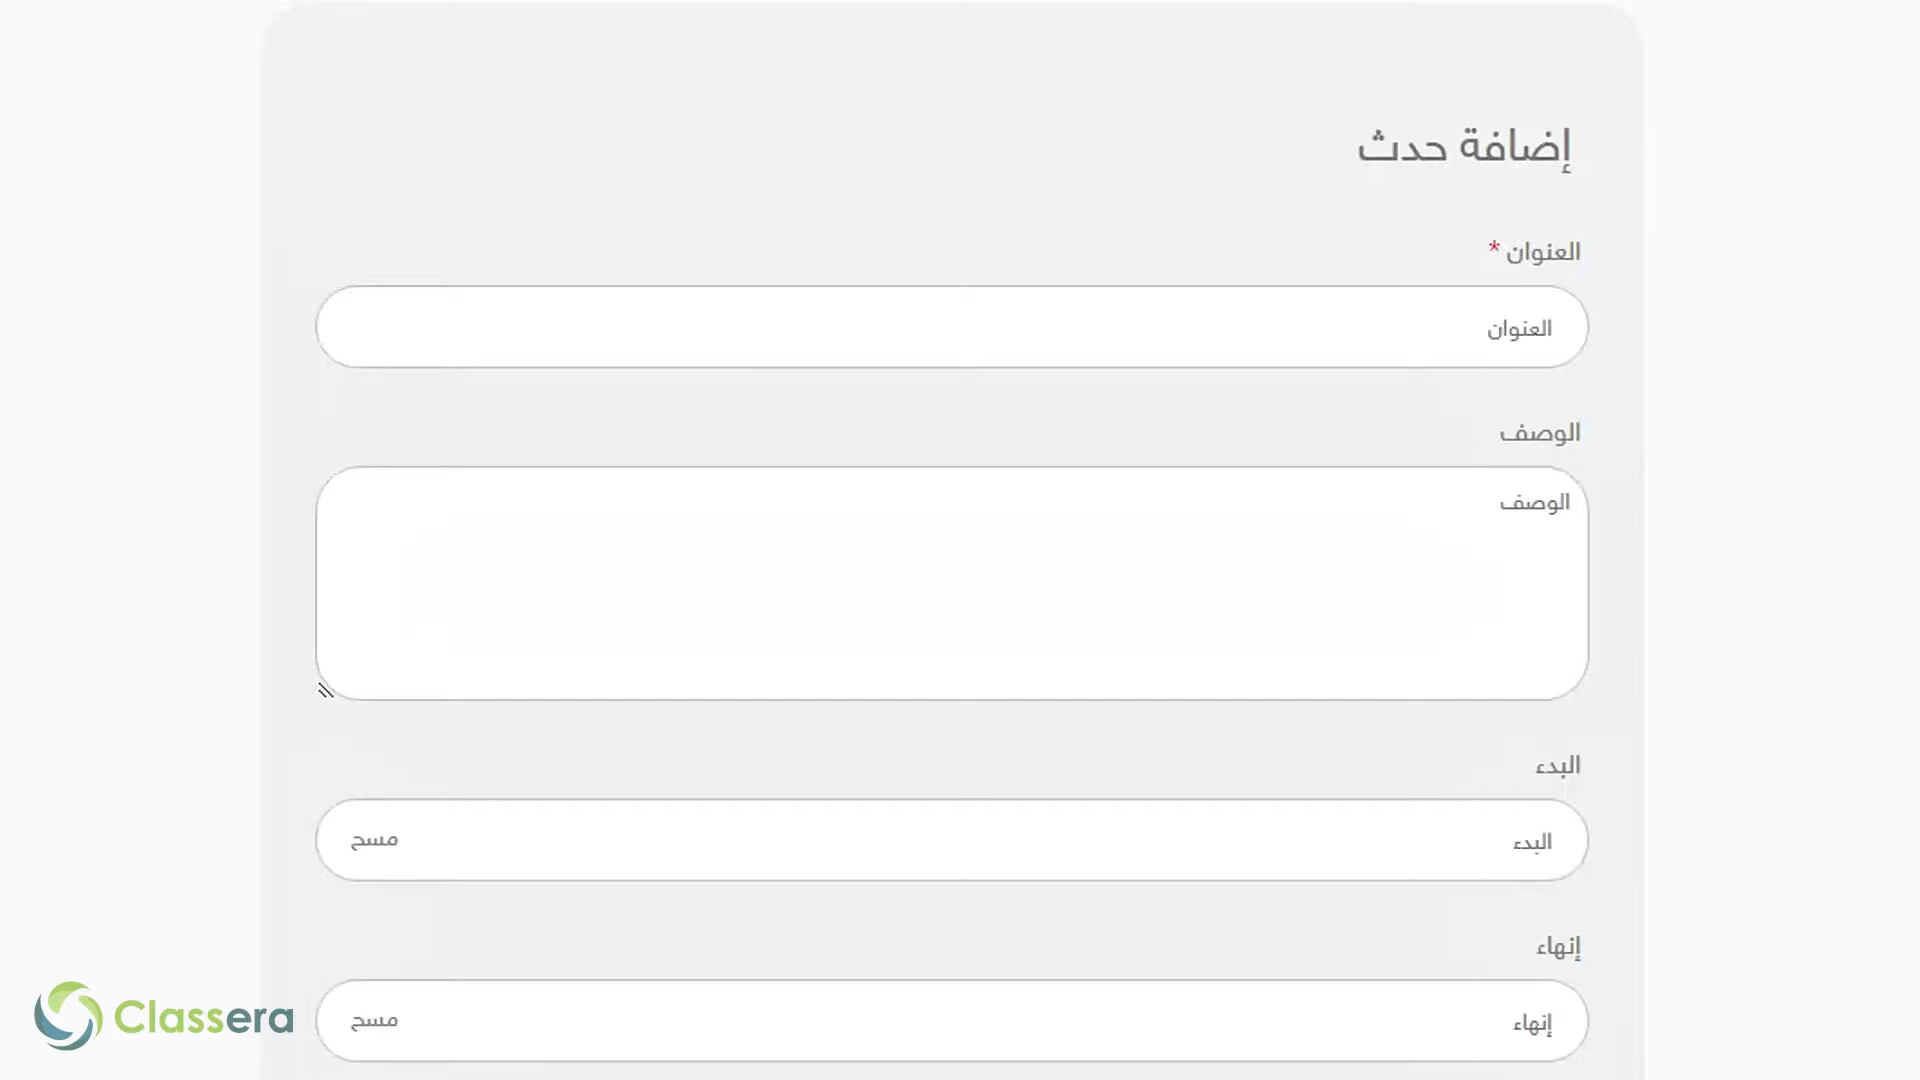 إضافة حدث
العنوان *
العنوان
الوصف
الوصف
البدء
البدء مسح
إنهاء
إنهاء مسح
Classera